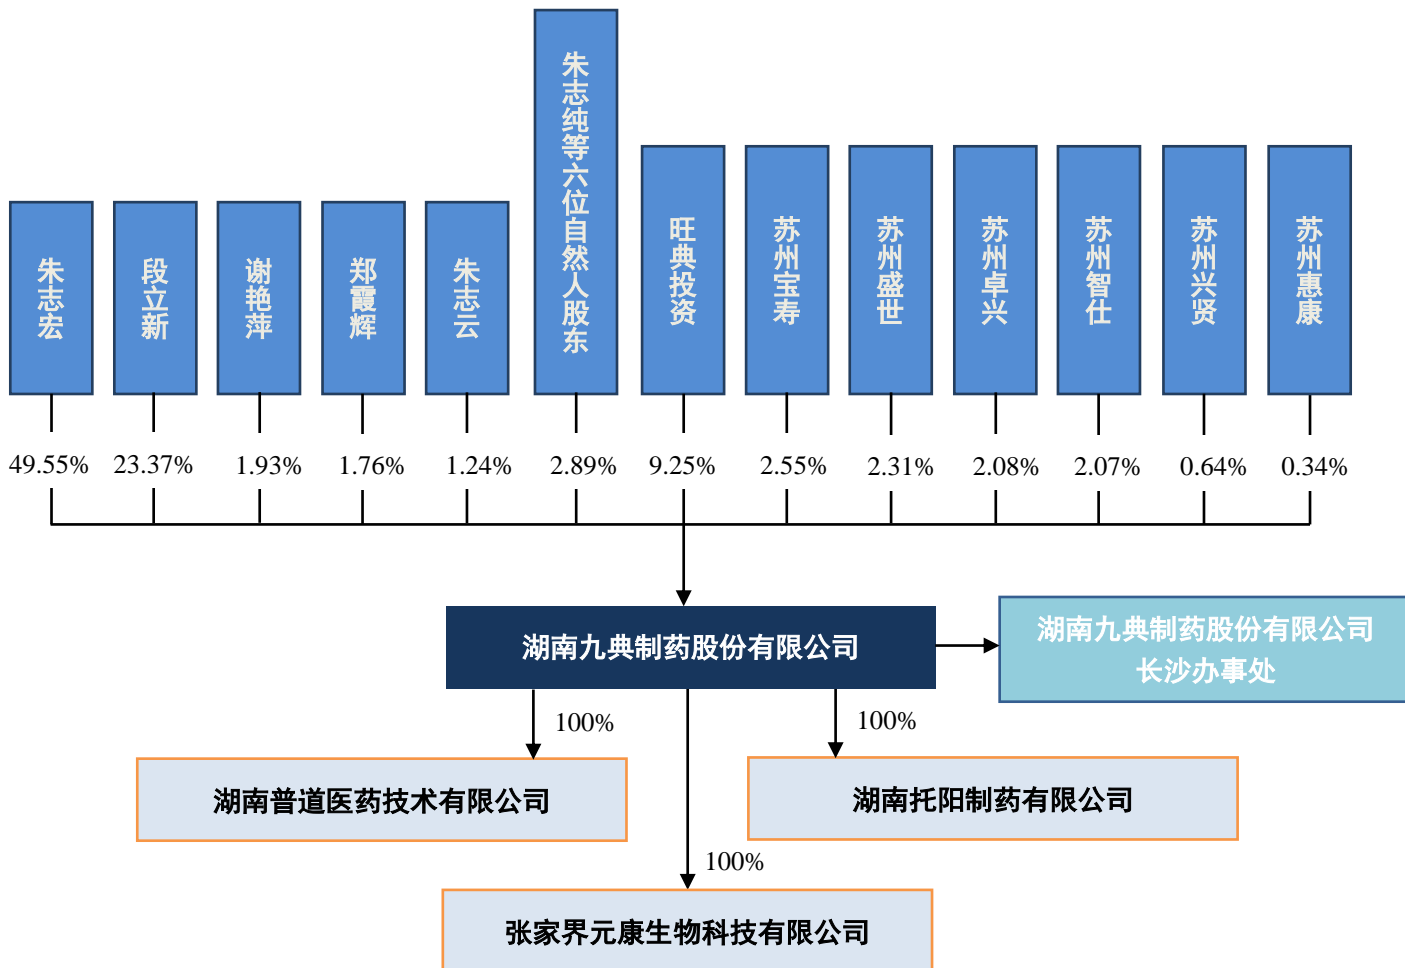 朱志纯等六位自然人股东
朱志宏
段立新
谢艳萍
郑霞辉
朱志云
旺典投资
苏州宝寿
苏州盛世
苏州卓兴
苏州智仕
苏州兴贤
苏州惠康
49.55%
23.37%
1.93%
1.76%
1.24%
2.89%
9.25%
2.55%
2.31%
2.08%
2.07%
0.64%
0.34%
湖南九典制药股份有限公司
湖南九典制药股份有限公司
长沙办事处
100%
100%
湖南普道医药技术有限公司
湖南托阳制药有限公司
100%
张家界元康生物科技有限公司